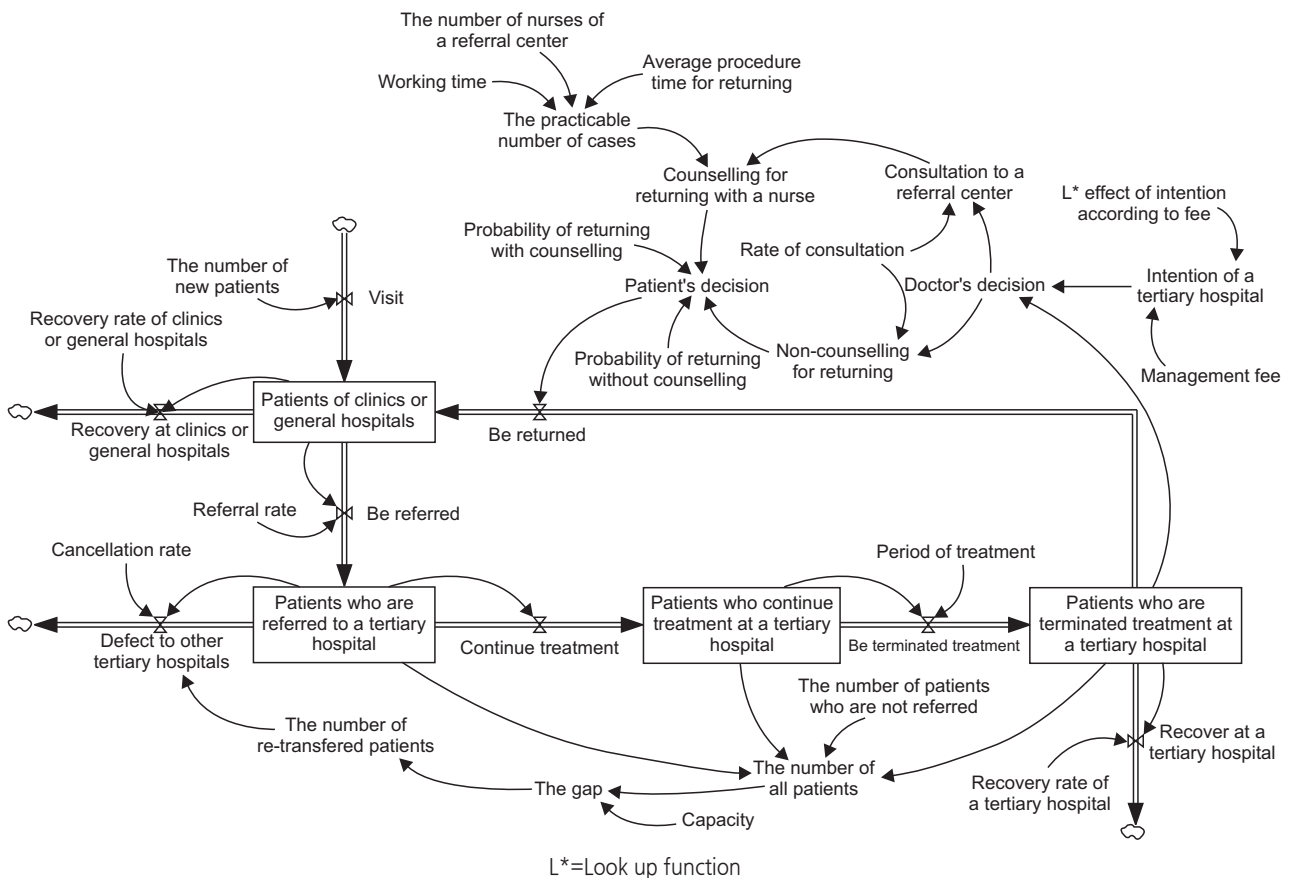 The number of nurses of
a referral center
Working time
Average procedure
time for returning
The practicable
number of cases
Counselling for
returning with a nurse
Consultation to a
referral center
L* effect of intention
according to fee
Probability of returning
with counselling
Rate of consultation
Patient's decision
Doctor's decision
Intention of a
tertiary hospital
The number of
new patients
Visit
Recovery rate of clinics
or general hospitals
Probability of returning
without counselling
Non-counselling
for returning
Management fee
Patients of clinics or
general hospitals
Recovery at clinics or
general hospitals
Be returned
Referral rate
Be referred
Cancellation rate
Period of treatment
Patients who are
referred to a tertiary
hospital
Patients who continue
treatment at a tertiary
hospital
Patients who are
terminated treatment at
a tertiary hospital
Defect to other
tertiary hospitals
Continue treatment
Be terminated treatment
The number of patients
who are not referred
The number of
re-transfered patients
Recover at a
tertiary hospital
The number of
all patients
Recovery rate of
a tertiary hospital
The gap
Capacity
L*=Look up function